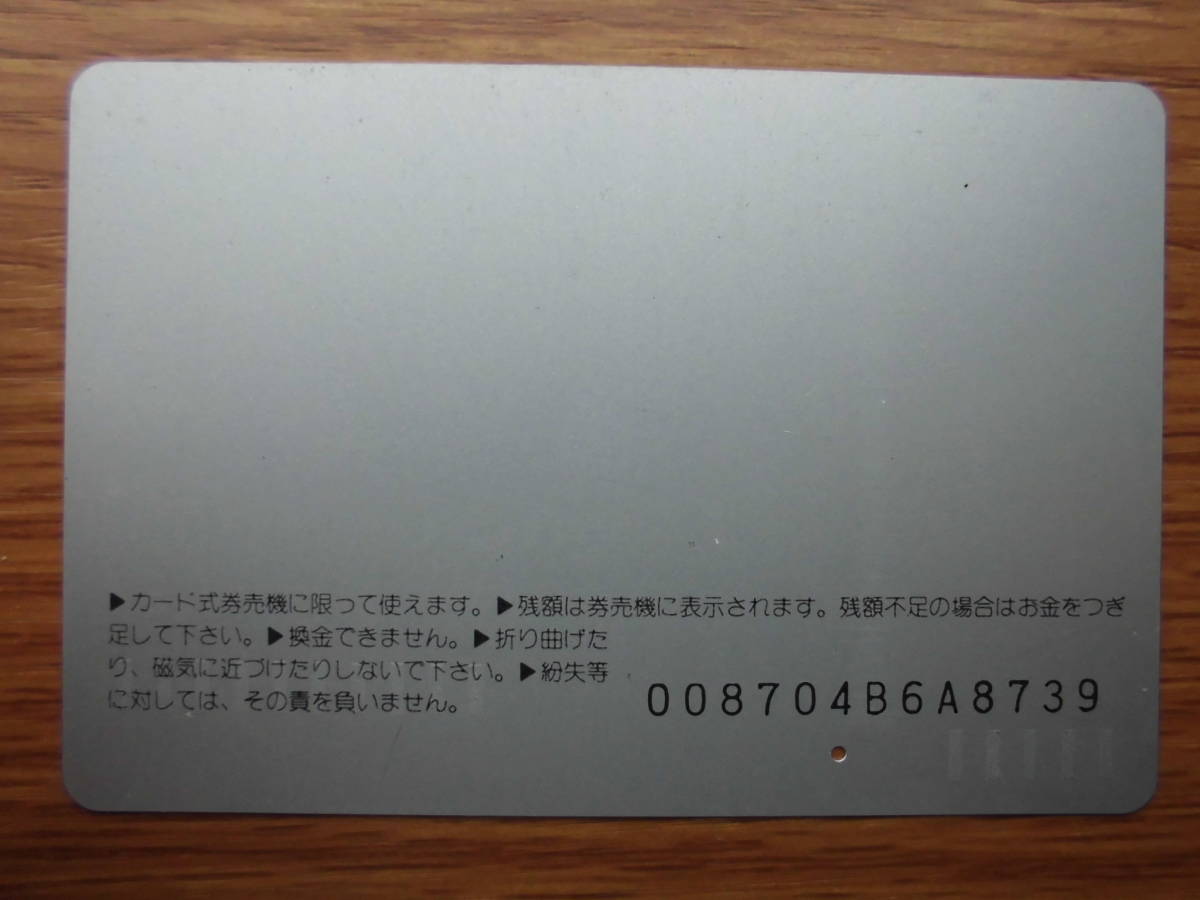 ▶カード式券売機に限って使えます。▶残額は券売機に表示されます。残額不足の場合はお金をつぎ
足して下さい。▶換金できません。▶折り曲げた
り、磁気に近づけたりしないで下さい。▶紛失等
に対しては、その責を負いません。
008704B6A8739